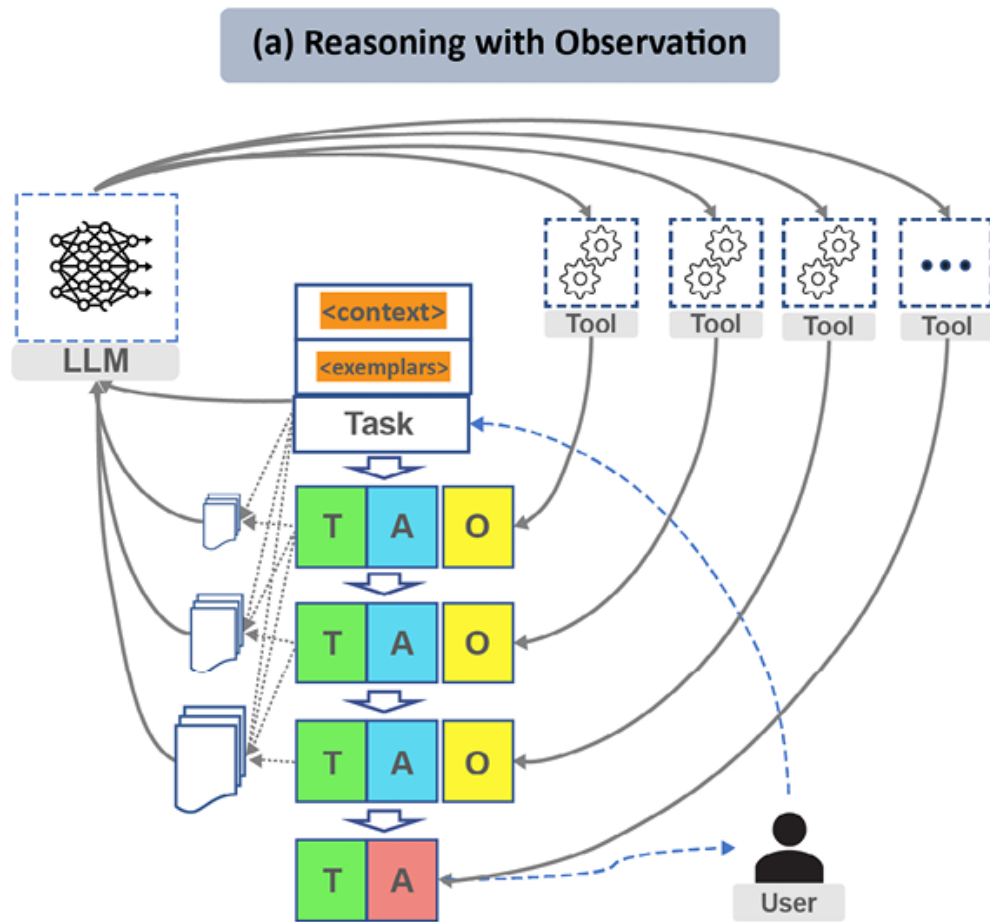 (a) Reasoning with Observation
LLM
Tool
Tool
Tool
Tool
<context>
<exemplars>
Task
T A O
T A O
T A O
T A
User